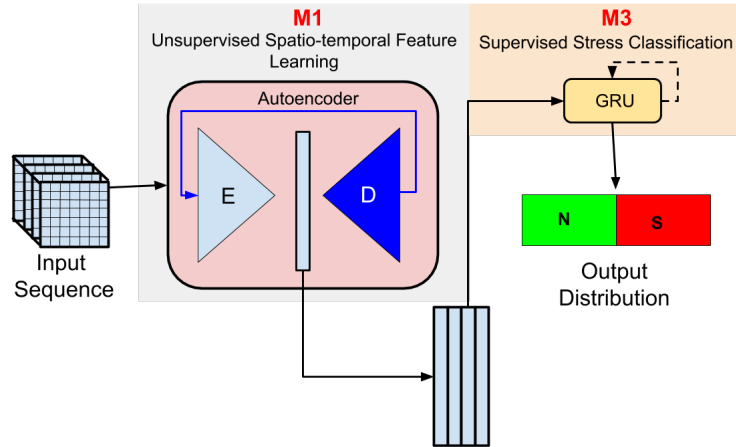 M1
Unsupervised Spatio-temporal Feature
Learning
M3
Supervised Stress Classification
Autoencoder
GRU
E
D
N
S
Input
Sequence
Output
Distribution